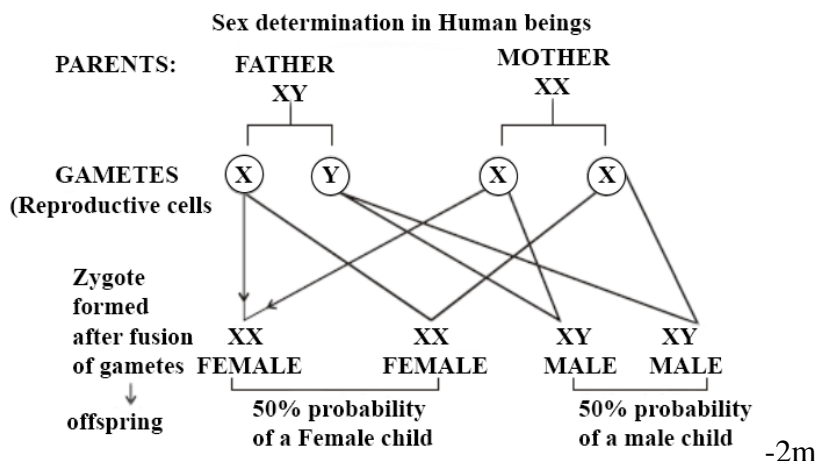 Sex determination in Human beings
PARENTS: FATHER MOTHER
XY XX
GAMETES X Y X X
(Reproductive cells
Zygote
formed
after fusion XX XX XY XY
of gametes FEMALE FEMALE MALE MALE
offspring
50% probability 50% probability
of a Female child of a male child
-2m